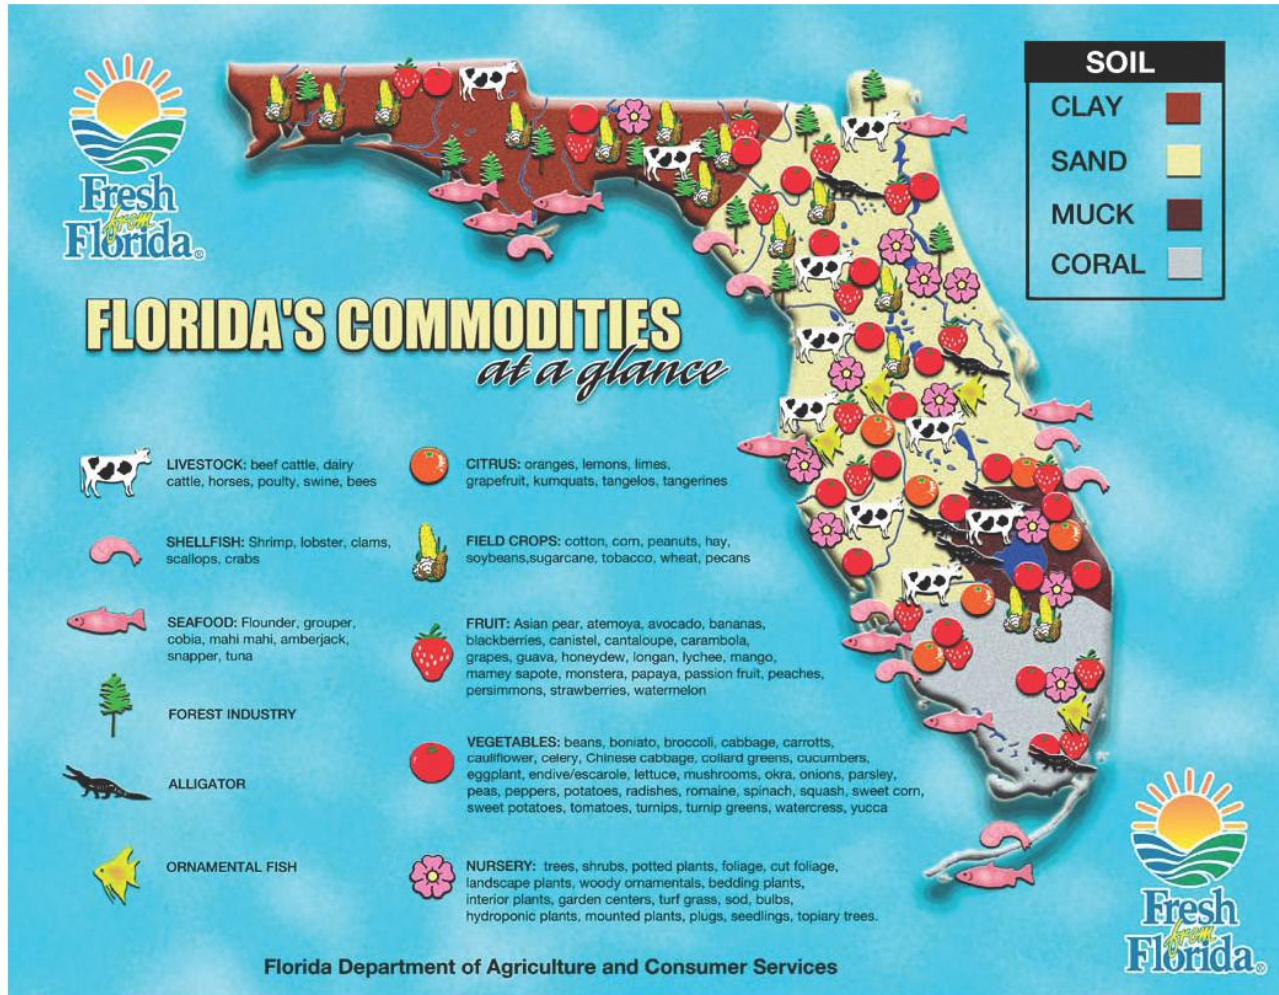 Fresh
from
Florida®
SOIL
CLAY
SAND
MUCK
CORAL
FLORIDA'S COMMODITIES
at a glance
LIVESTOCK: beef cattle, dairy
cattle, horses, poulty, swine, bees
SHELLFISH: Shrimp, lobster, clams,
scallops, crabs
SEAFOOD: Flounder, grouper,
cobia, mahi mahi, amberjack,
snapper, tuna
FOREST INDUSTRY
ALLIGATOR
ORNAMENTAL FISH
CITRUS: oranges, lemons, limes,
grapefruit, kumquats, tangelos, tangerines
FIELD CROPS: cotton, corn, peanuts, hay,
soybeans,sugarcane, tobacco, wheat, pecans
FRUIT: Asian pear, atemoya, avocado, bananas,
blackberries, canistel, cantaloupe, carambola,
grapes, guava, honeydew, longan, lychee, mango,
mamey sapote, monstera, papaya, passion fruit, peaches,
persimmons, strawberries, watermelon
VEGETABLES: beans, boniato, broccoli, cabbage, carrotts,
cauliflower, celery, Chinese cabbage, collard greens, cucumbers,
eggplant, endive/escarole, lettuce, mushrooms, okra, onions, parsley,
peas, peppers, potatoes, radishes, romaine, spinach, squash, sweet corn,
sweet potatoes, tomatoes, turnips, turnip greens, watercress, yucca
NURSERY: trees, shrubs, potted plants, foliage, cut foliage,
landscape plants, woody ornamentals, bedding plants,
interior plants, garden centers, turf grass, sod, bulbs,
hydroponic plants, mounted plants, plugs, seedlings, topiary trees.
Fresh
from
Florida®
Florida Department of Agriculture and Consumer Services